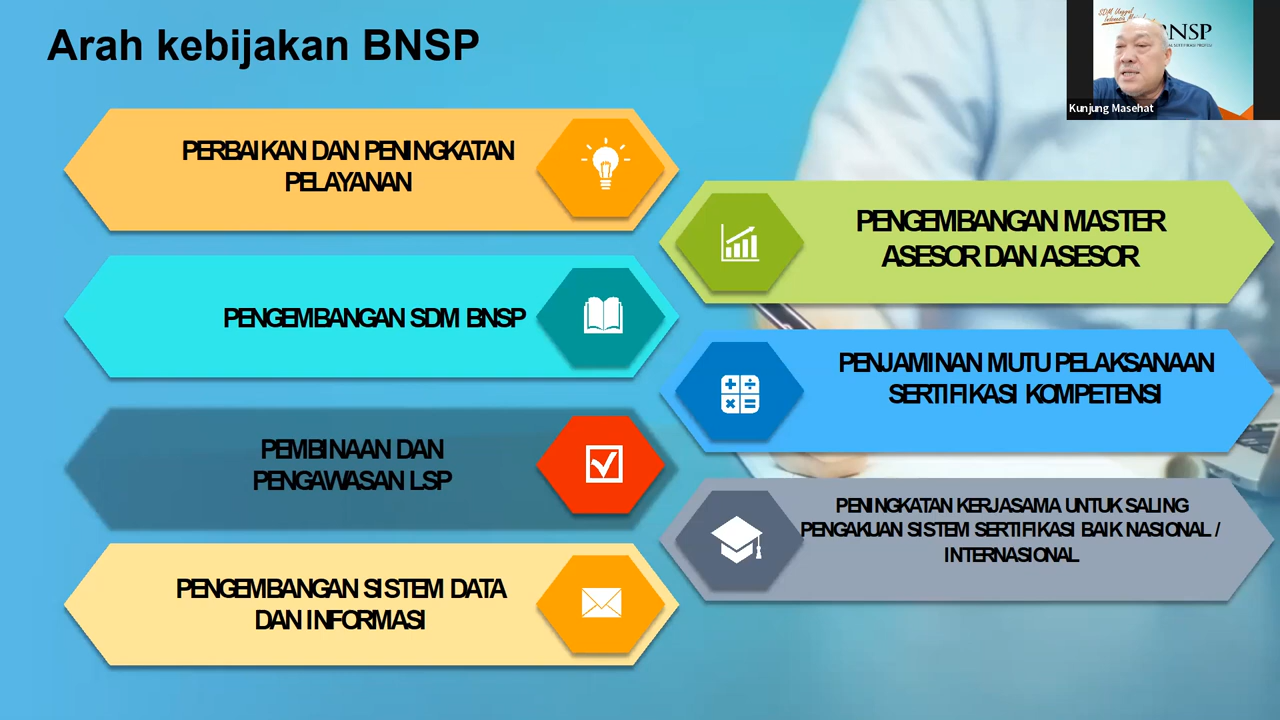 Arah kebijakan BNSP
SDM Unggul
BNSP
Kunjung Masehat
PERBAIKAN DAN PENINGKATAN
PELAYANAN
PENGEMBANGAN MASTER
ASESOR DAN ASESOR
PENGEMBANGAN SDM BNSP
PENJAMINAN MUTU PELAKSANAAN
SERTIFIKASI KOMPETENSI
PEMBINAAN DAN
PENGAWASAN LSP
PENINGKATAN KERJASAMA UNTUK SALING
PENGAKUAN SISTEM SERTIFIKASI BAIK NASIONAL /
INTERNASIONAL
PENGEMBANGAN SISTEM DATA
DAN INFORMASI